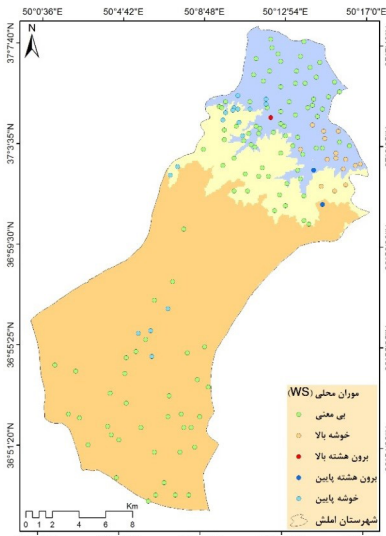 50°0'36"E 50°4'42"E 50°8'48"E 50°12'54"E 50°17'0"E
N
37°7'40"N
37°3'35"N
36°59'30"N
36°55'25"N
36°51'20"N
موران محلی (WS)
بی معنی
خوشه بالا
برون هشته بالا
برون هشته پایین
خوشه پایین
شهرستان املش
Km
0 1 2 4 6 8